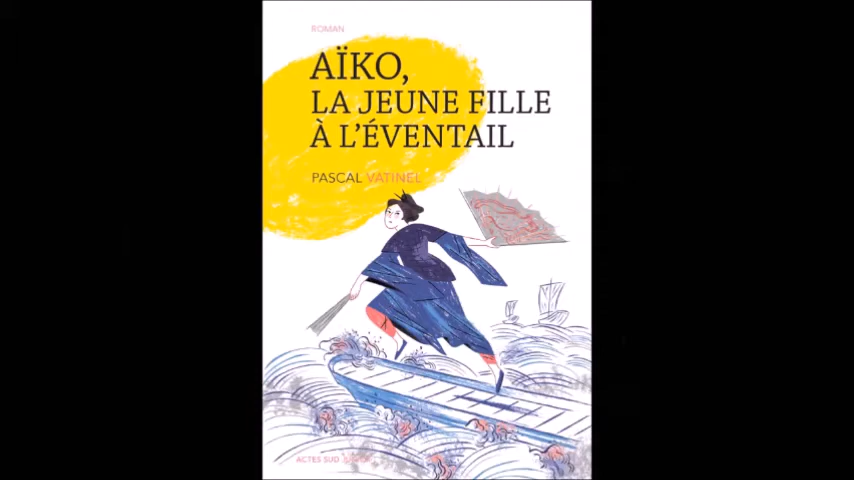 ROMAN
AÏKO,
LA JEUNE FILLE
À L'ÉVENTAIL
PASCAL VATINEL
ACTES SUD